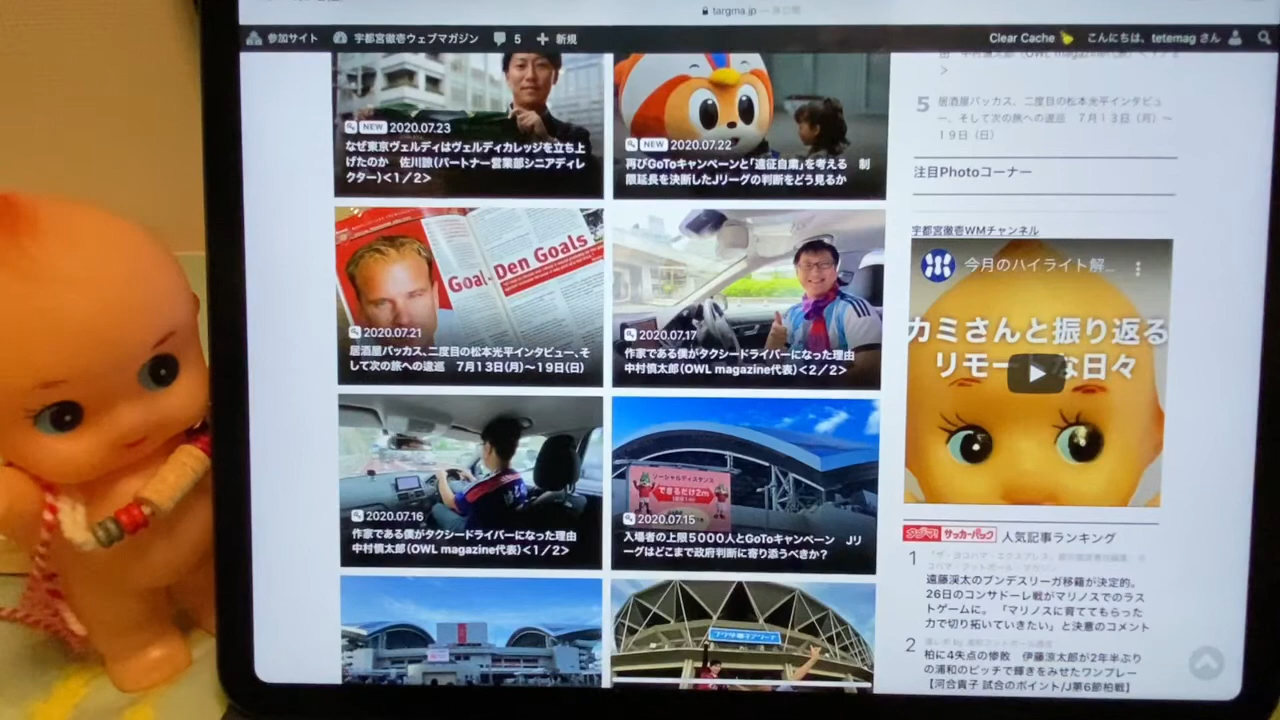 targma.jp
参加サイト
宇都宮徹壱ウェブマガジン
5
新規
Clear Cache
こんにちは、tetemag さん
NEW 2020.07.23
なぜ東京ヴェルディはヴェルディカレッジを立ち上
げたのか 佐川諒(パートナー営業部シニアディレ
クター)<1/2>
NEW 2020.07.22
再びGoToキャンペーンと「遠征自粛」を考える 制
限延長を決断したJリーグの判断をどう見るか
Goal-Den Goals
2020.07.21
居酒屋バッカス、二度目の松本光平インタビュー、そ
して次の旅への逡巡 7月13日(月)〜19日(日)
2020.07.17
作家である僕がタクシードライバーになった理由
中村慎太郎(OWL magazine代表)<2/2>
2020.07.16
作家である僕がタクシードライバーになった理由
中村慎太郎(OWL magazine代表)<1/2>
ソーシャルディスタンス
できるだけ2m
2020.07.15
入場者の上限5000人とGoToキャンペーン Jリ
ーグはどこまで政府判断に寄り添うべきか?
>
5
居酒屋バッカス、二度目の松本光平インタビュ
ー、そして次の旅への逡巡 7月13日(月)〜
19日(日)
注目Photoコーナー
宇都宮徹壱WMチャンネル
今月のハイライト解...
カミさんと振り返る
リモー な日々
タグマ! サッカーパック 人気記事ランキング
1
遠藤渓太のブンデスリーガ移籍が決定的。
26日のコンサドーレ戦がマリノスでのラス
トゲームに。「マリノスに育ててもらった
力で切り拓いていきたい」と決意のコメント
2
柏に4失点の惨敗 伊藤涼太郎が2年半ぶり
の浦和のピッチで輝きをみせたワンプレー
【河合貴子 試合のポイント/J第6節柏戦】